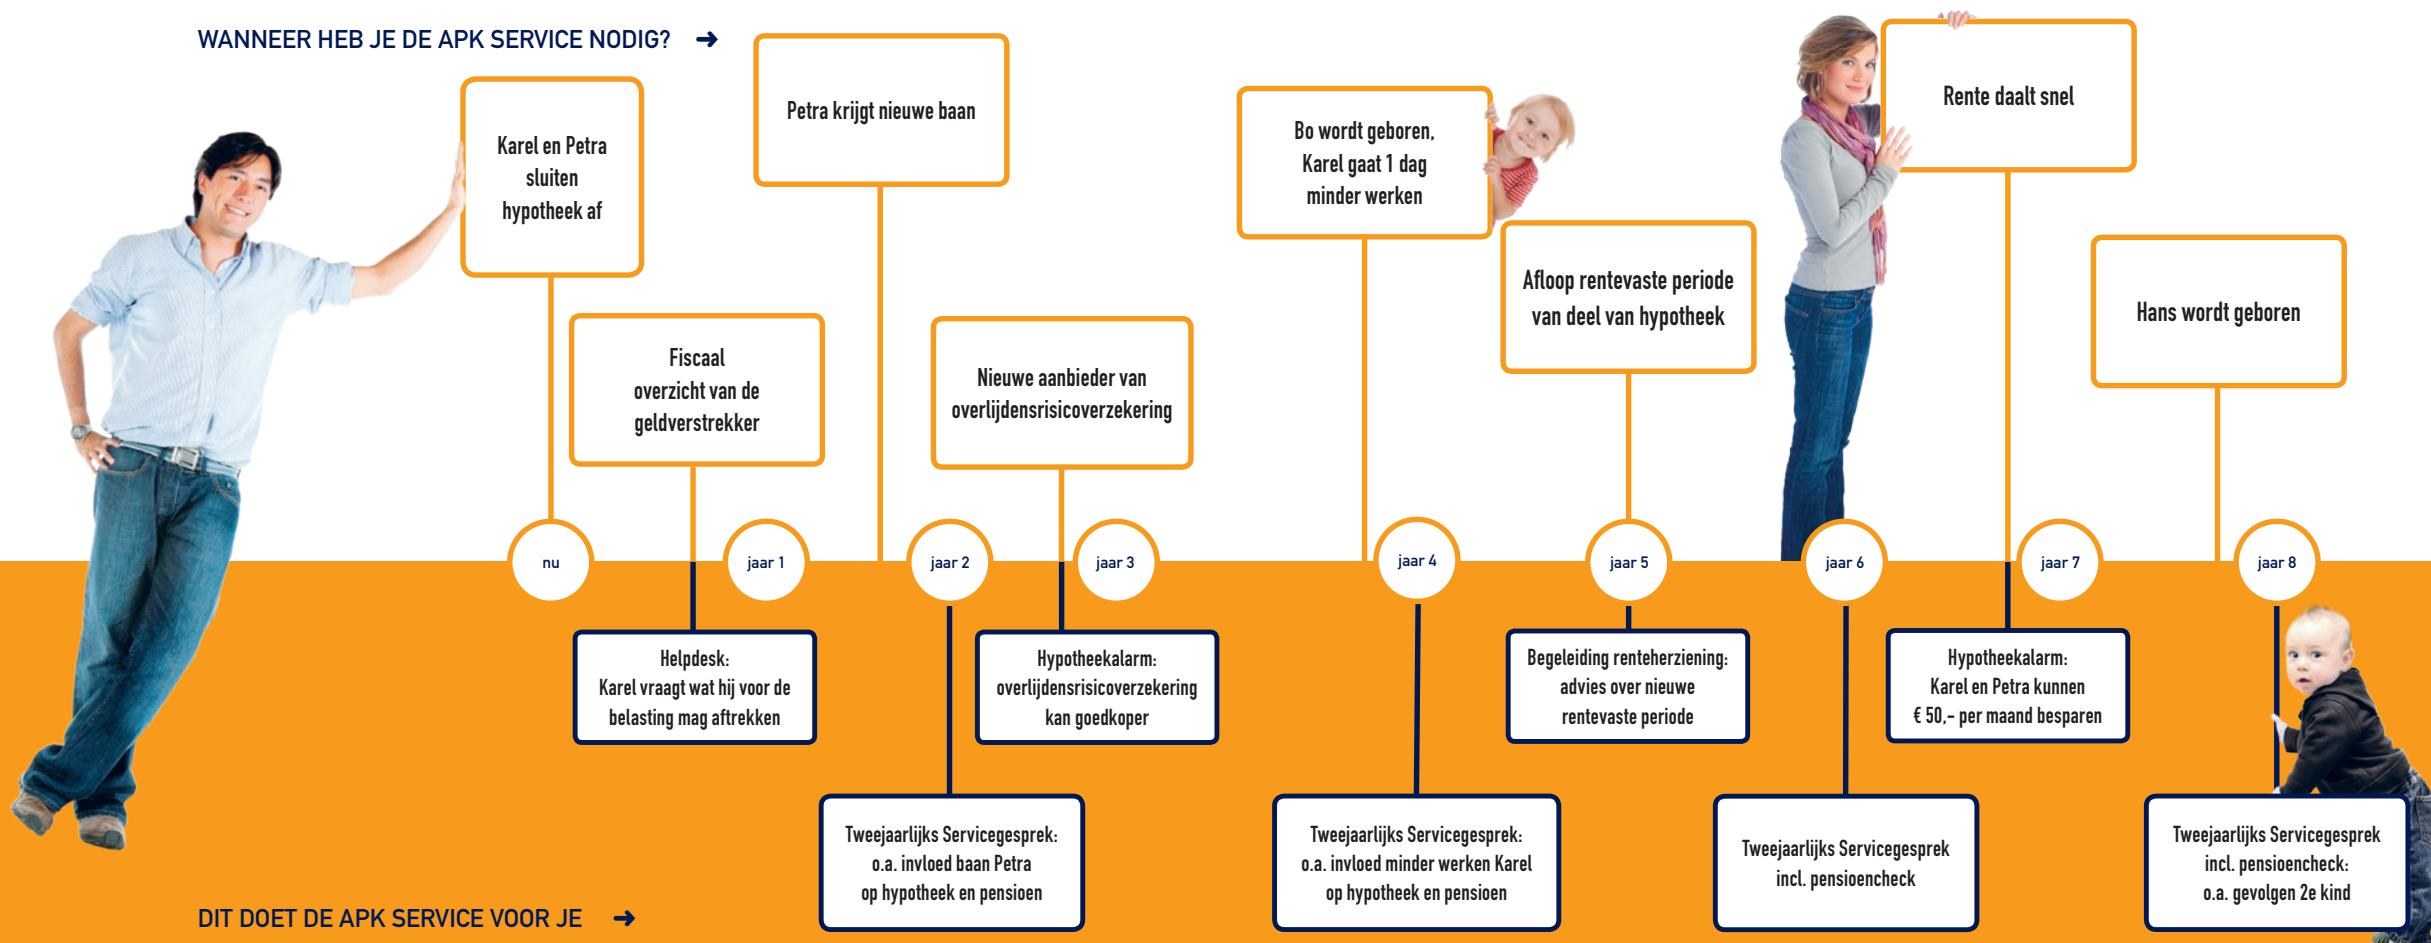 WANNEER HEB JE DE APK SERVICE NODIG? ➜
Karel en Petra
sluiten
hypotheek af
Fiscaal
overzicht van de
geldverstrekker
Petra krijgt nieuwe baan
Nieuwe aanbieder van
overlijdensrisicoverzekering
Bo wordt geboren,
Karel gaat 1 dag
minder werken
Afloop rentevaste periode
van deel van hypotheek
Rente daalt snel
Hans wordt geboren
nu
jaar 1
jaar 2
jaar 3
jaar 4
jaar 5
jaar 6
jaar 7
jaar 8
Helpdesk:
Karel vraagt wat hij voor de
belasting mag aftrekken
Tweejaarlijks Servicegesprek:
o.a. invloed baan Petra
op hypotheek en pensioen
Hypotheekalarm:
overlijdensrisicoverzekering
kan goedkoper
Tweejaarlijks Servicegesprek:
o.a. invloed minder werken Karel
op hypotheek en pensioen
Begeleiding renteherziening:
advies over nieuwe
rentevaste periode
Tweejaarlijks Servicegesprek
incl. pensioencheck
Hypotheekalarm:
Karel en Petra kunnen
€ 50,- per maand besparen
Tweejaarlijks Servicegesprek
incl. pensioencheck:
o.a. gevolgen 2e kind
DIT DOET DE APK SERVICE VOOR JE ➜